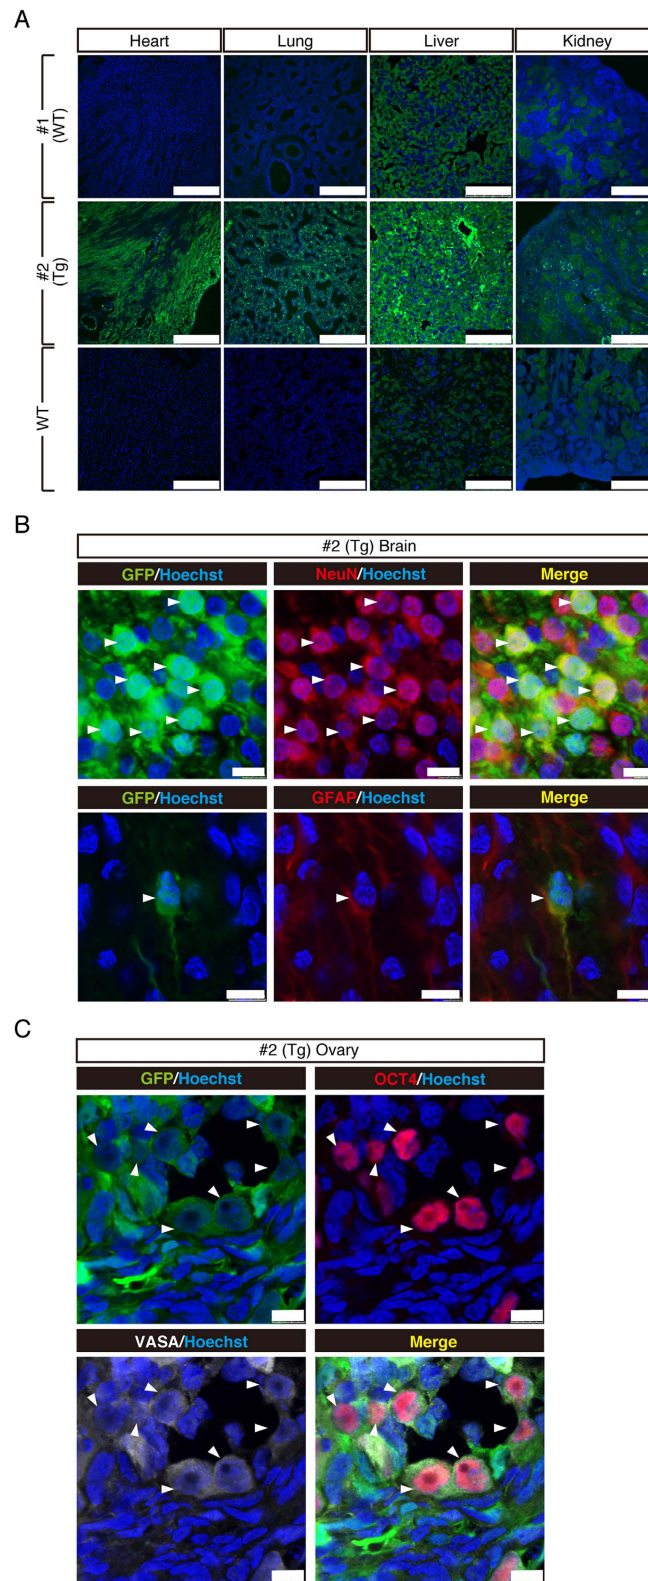 A
Heart Lung Liver Kidney
#1
(WT)
#2
(Tg)
WT
B
#2 (Tg) Brain
GFP/Hoechst NeuN/Hoechst Merge
GFP/Hoechst GFAP/Hoechst Merge
C
#2 (Tg) Ovary
GFP/Hoechst OCT4/Hoechst
VASA/Hoechst Merge